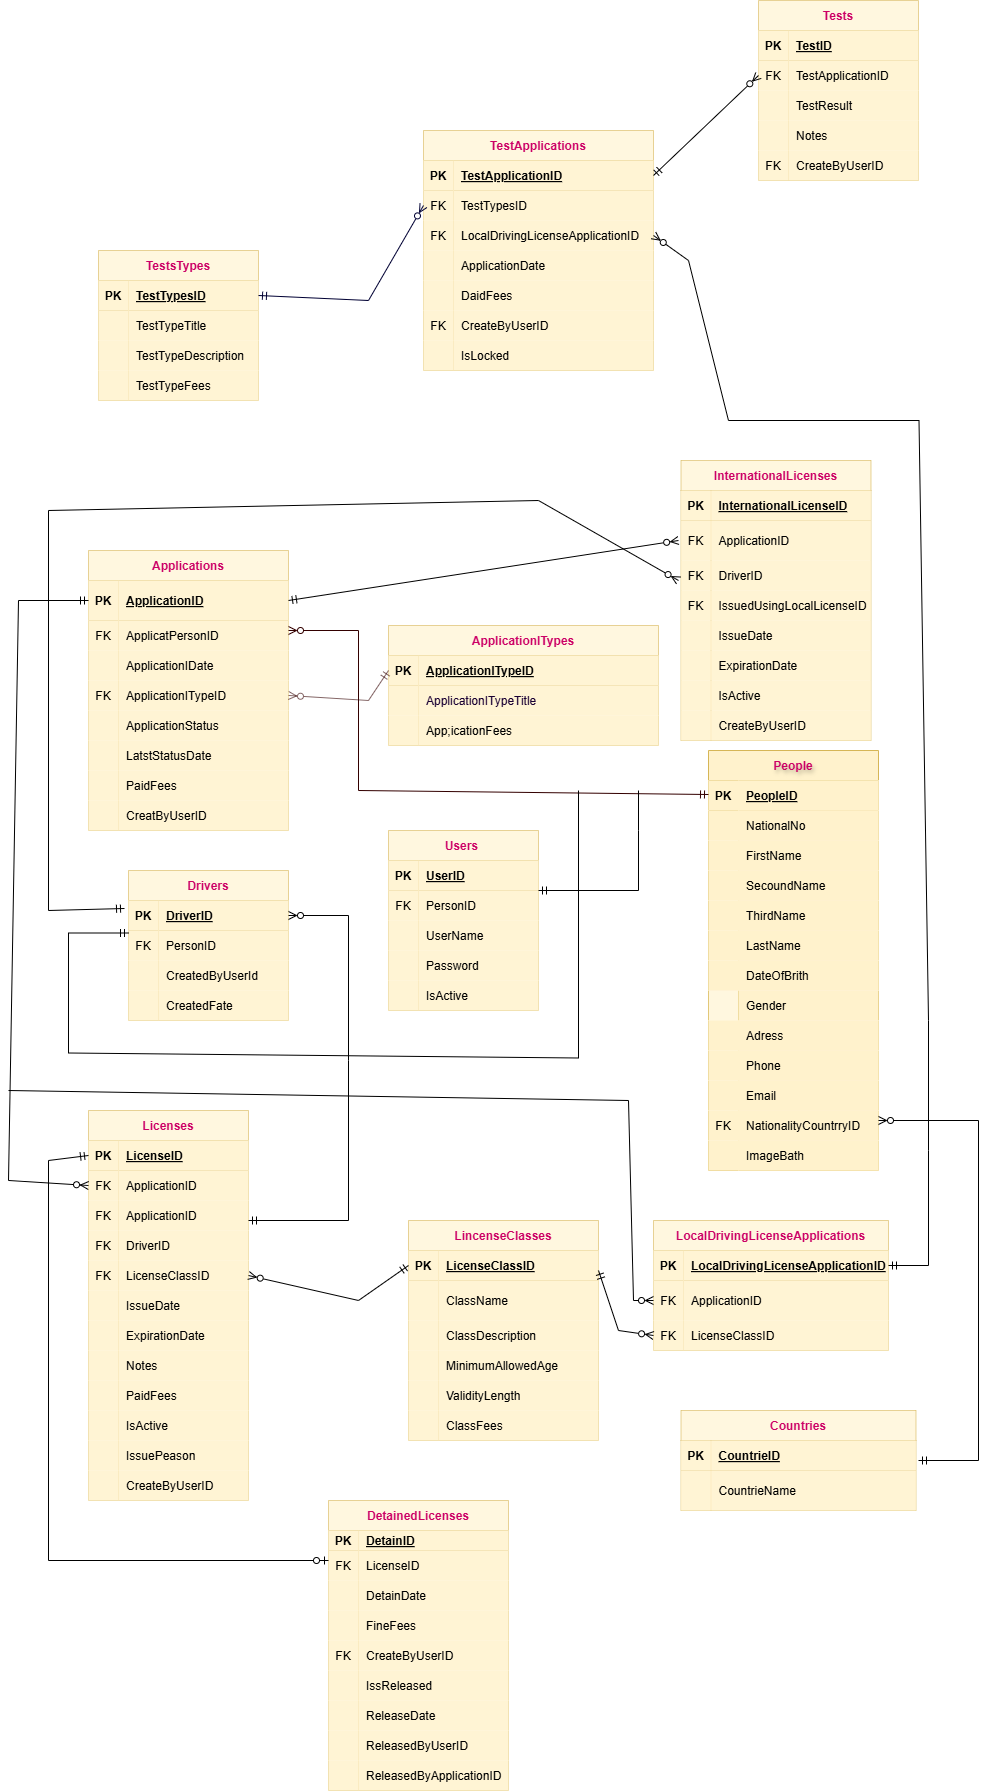 Tests
PK TestID
FK TestApplicationID
TestResult
Notes
FK CreateByUserID
TestApplications
PK TestApplicationID
FK TestTypesID
FK LocalDrivingLicenseApplicationID
ApplicationDate
DaidFees
FK CreateByUserID
IsLocked
TestsTypes
PK TestTypesID
TestTypeTitle
TestTypeDescription
TestTypeFees
InternationalLicenses
PK InternationalLicenseID
FK ApplicationID
FK DriverID
FK IssuedUsingLocalLicenseID
IssueDate
ExpirationDate
IsActive
CreateByUserID
Applications
PK ApplicationID
FK ApplicatPersonID
ApplicationIDate
FK ApplicationITypeID
ApplicationStatus
LatstStatusDate
PaidFees
CreatByUserID
ApplicationITypes
PK ApplicationITypeID
ApplicationITypeTitle
App;icationFees
People
PK PeopleID
NationalNo
FirstName
SecoundName
ThirdName
LastName
DateOfBrith
Gender
Adress
Phone
Email
FK NationalityCountrryID
ImageBath
Users
PK UserID
FK PersonID
UserName
Password
IsActive
Drivers
PK DriverID
FK PersonID
CreatedByUserId
CreatedFate
Licenses
PK LicenseID
FK ApplicationID
FK ApplicationID
FK DriverID
FK LicenseClassID
IssueDate
ExpirationDate
Notes
PaidFees
IsActive
IssuePeason
CreateByUserID
LincenseClasses
PK LicenseClassID
ClassName
ClassDescription
MinimumAllowedAge
ValidityLength
ClassFees
LocalDrivingLicenseApplications
PK LocalDrivingLicenseApplicationID
FK ApplicationID
FK LicenseClassID
Countries
PK CountrieID
CountrieName
DetainedLicenses
PK DetainID
FK LicenseID
DetainDate
FineFees
FK CreateByUserID
IssReleased
ReleaseDate
ReleasedByUserID
ReleasedByApplicationID